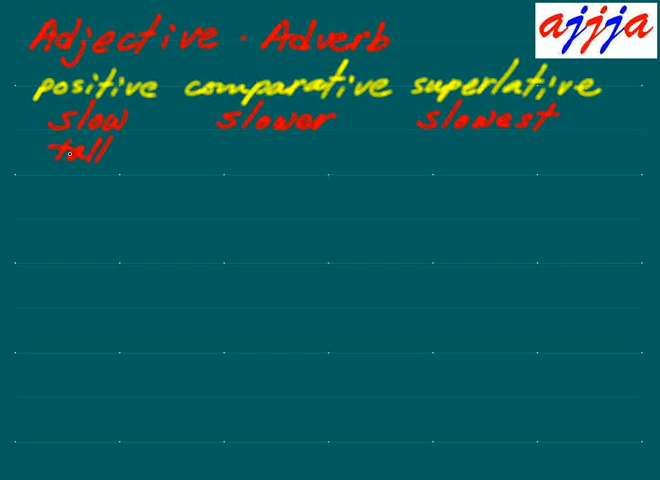 Adjective · Adverb
ajjja
positive comparative superlative
slow slower slowest
tall